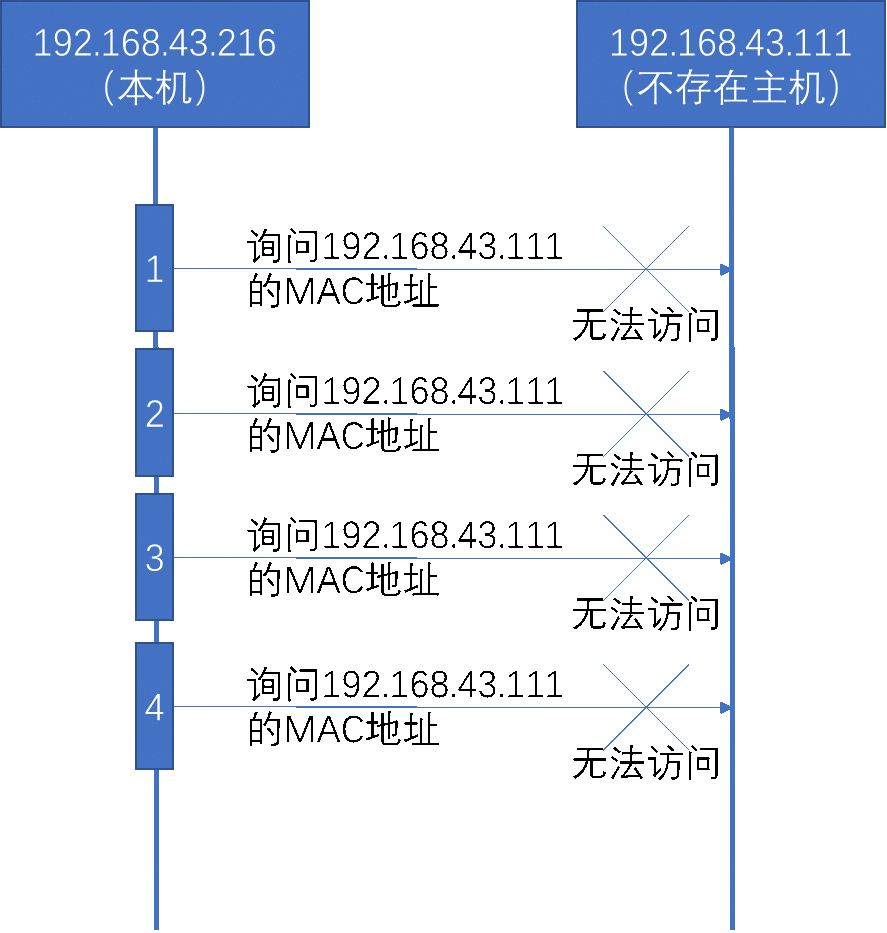 192.168.43.216
（本机）
192.168.43.111
（不存在主机）
1
询问192.168.43.111
的MAC地址
无法访问
2
询问192.168.43.111
的MAC地址
无法访问
3
询问192.168.43.111
的MAC地址
无法访问
4
询问192.168.43.111
的MAC地址
无法访问